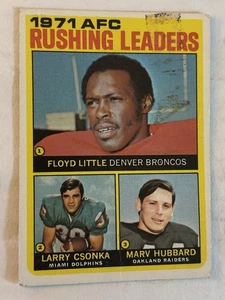 1971 AFC
RUSHING LEADERS
1
FLOYD LITTLE DENVER BRONCOS
2
3
LARRY CSONKA
MIAMI DOLPHINS
MARV HUBBARD
OAKLAND RAIDERS